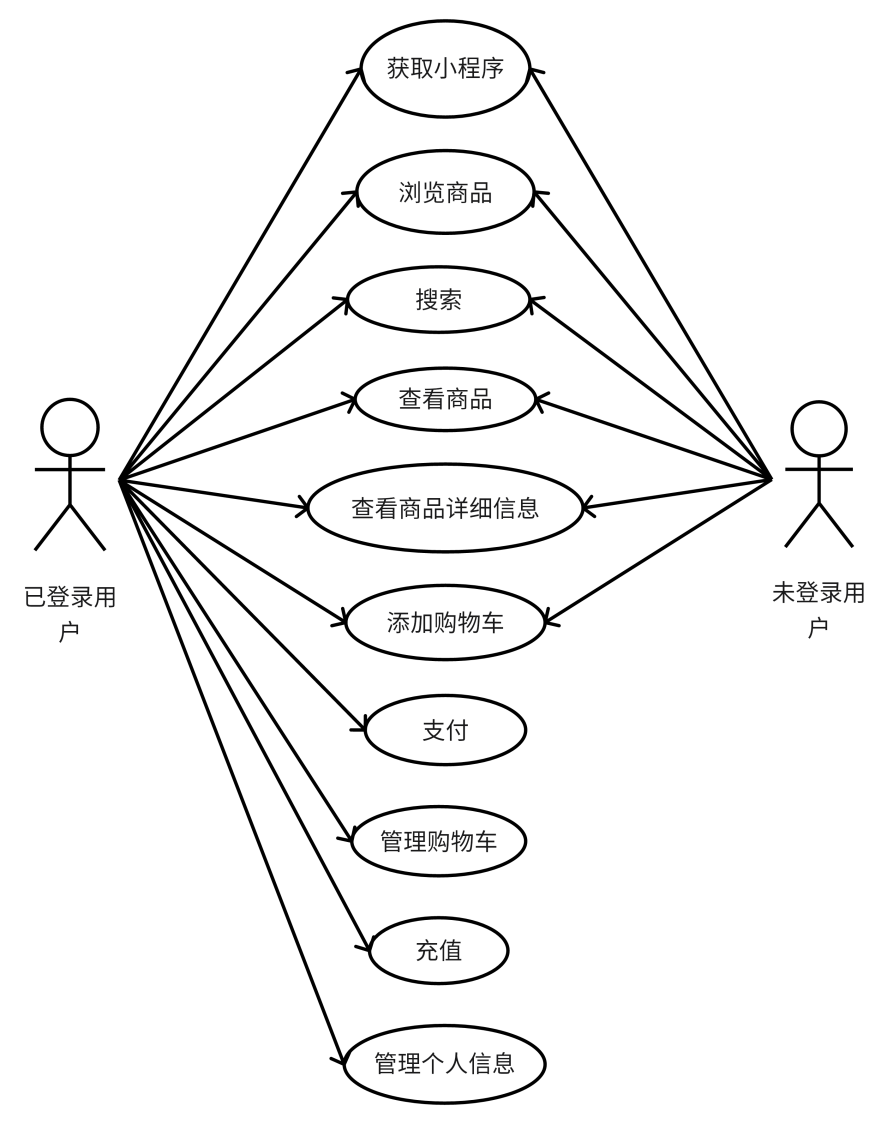 获取小程序
浏览商品
搜索
查看商品
查看商品详细信息
已登录用
户
未登录用
户
添加购物车
支付
管理购物车
充值
管理个人信息